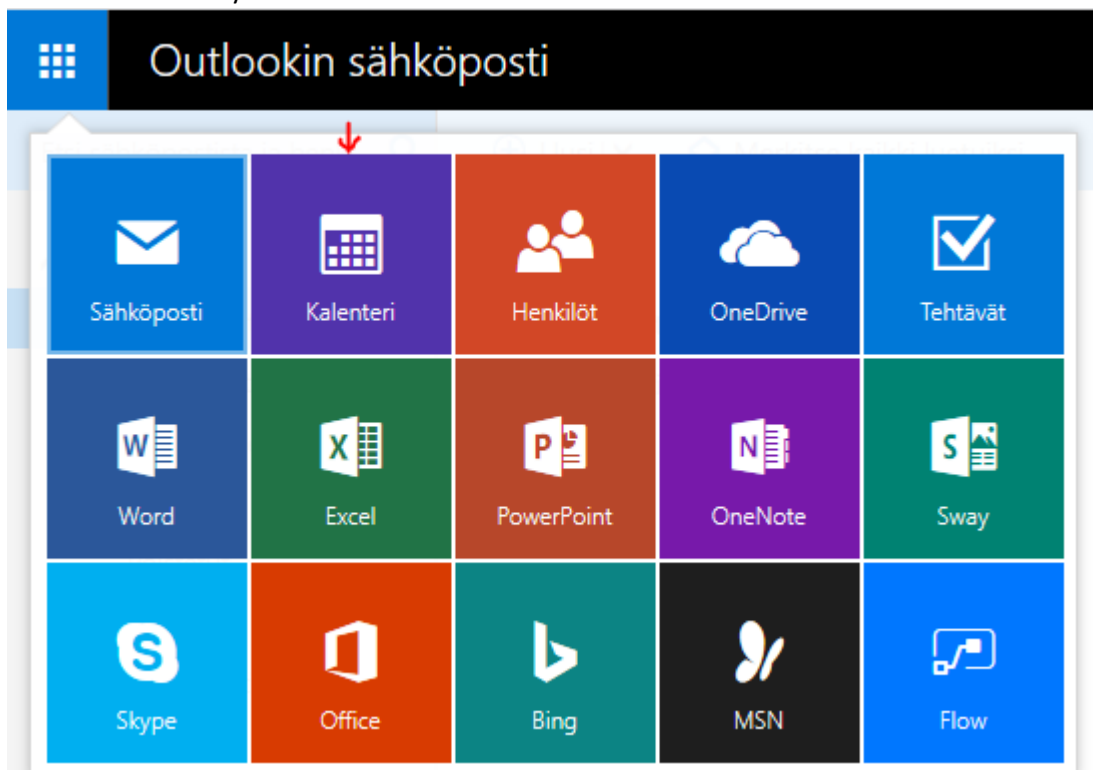 Outlookin sähköposti
Sähköposti Kalenteri Henkilöt OneDrive Tehtävät
Word Excel PowerPoint OneNote Sway
Skype Office Bing MSN Flow